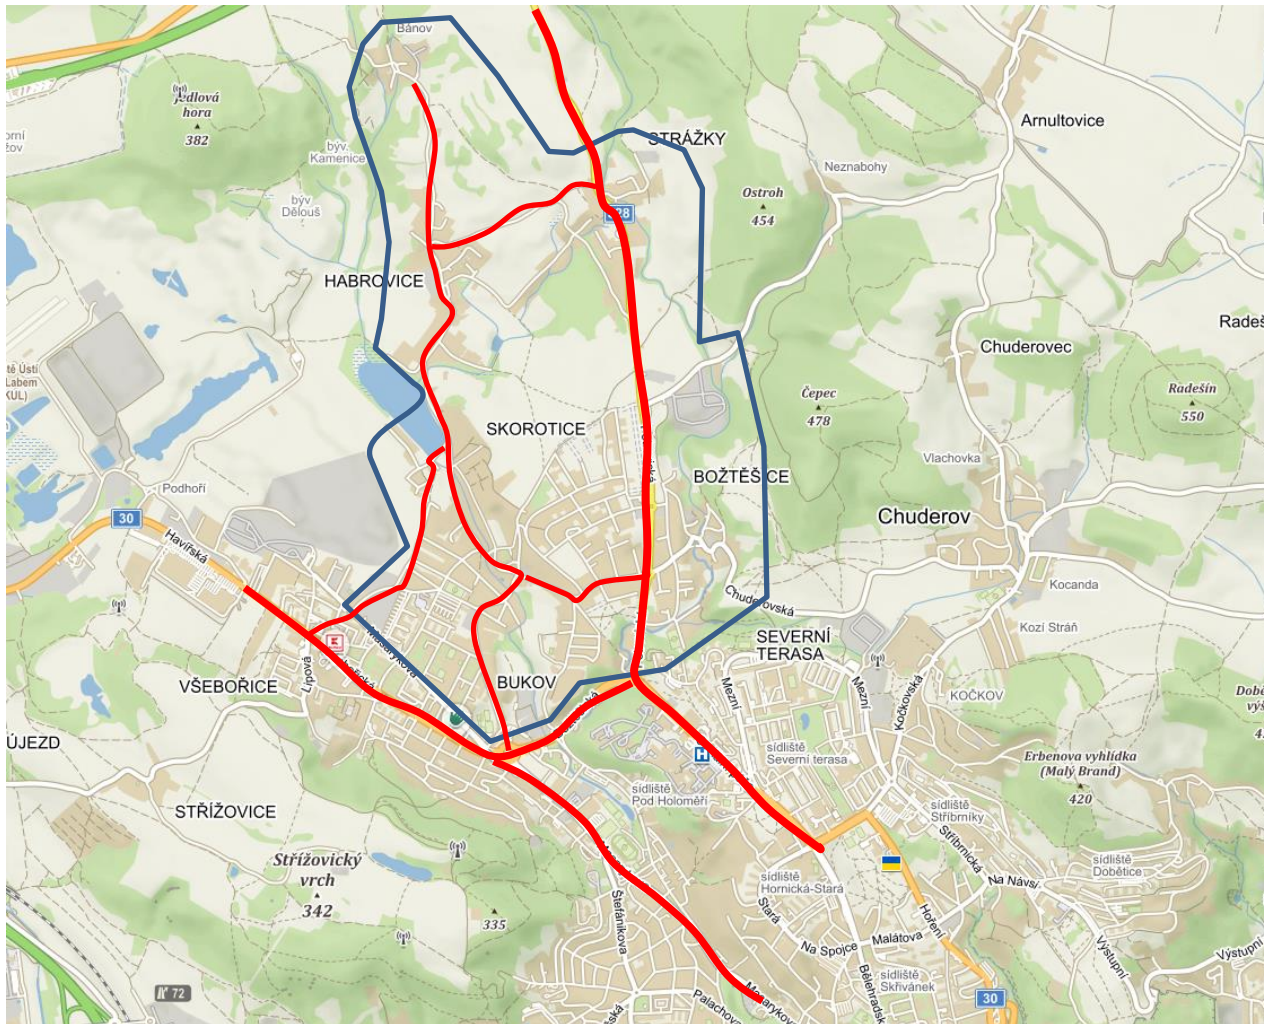 Bánov
Jedlová
hora
382
STRÁŽKY
Arnultovice
býv.
Kamenice
Neznabohy
býv
Dělouš
Ostroh
454
HABROVICE
Chuderovec
Čepec
478
Radešín
550
SKOROTICE
Vlachovka
BOŽTĚŠICE
Podhoří
Chuderov
30
Havířská
Kocanda
Chuderovská
Kozí Stráň
SEVERNÍ
TERASA
Masarykova
Lipová
VŠEBOŘICE
BUKOV
Mezní
Mezní
Kočkovská
KOČKOV
ÚJEZD
H
sídliště
Severní terasa
Erbenova vyhlídka
(Malý Brand)
420
sídliště
Pod Holoměří
STŘÍŽOVICE
sídliště
Stříbrníky
Stříbrnická
Střížovický
vrch
342
sídliště
Hornická-Stará
sídliště
Dobětice
Na Návsi
335
Štefánikova
Stará
Hoření
Na Spojce
Malátova
Výstupní
Výstupní
sídliště
Skřivánek
72
30
Palachova